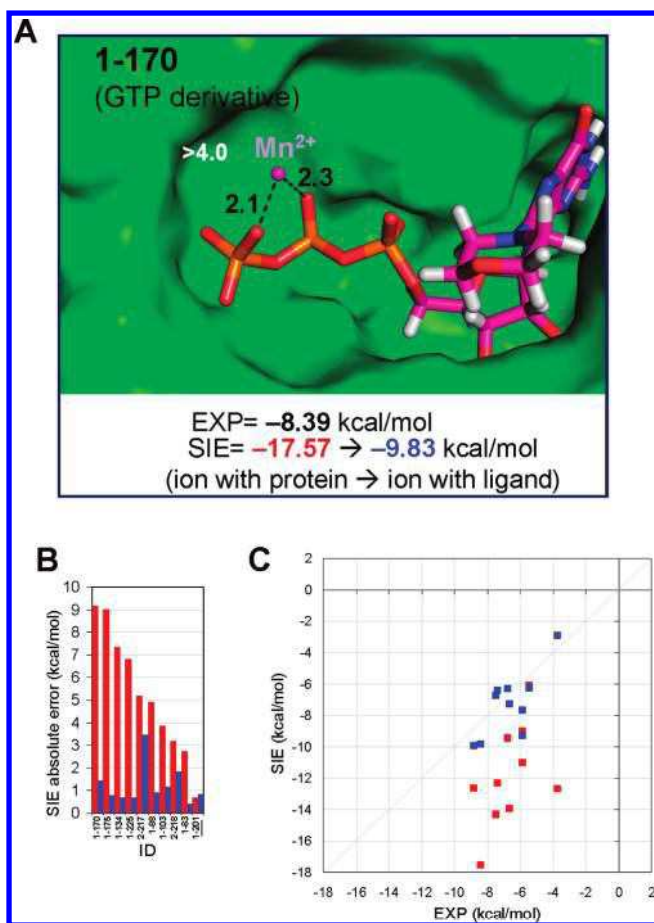 A
1-170
(GTP derivative)
>4.0
Mn²⁺
2.1
2.3
EXP= –8.39 kcal/mol
SIE= –17.57 → –9.83 kcal/mol
(ion with protein → ion with ligand)
B
SIE absolute error (kcal/mol)
10
9
8
7
6
5
4
3
2
1
0
1-170
1-175
1-134
1-225
2-217
1-98
1-103
2-218
1-83
1-201
ID
C
SIE (kcal/mol)
2
0
-2
-4
-6
-8
-10
-12
-14
-16
-18
-18 -16 -14 -12 -10 -8 -6 -4 -2 0 2
EXP (kcal/mol)